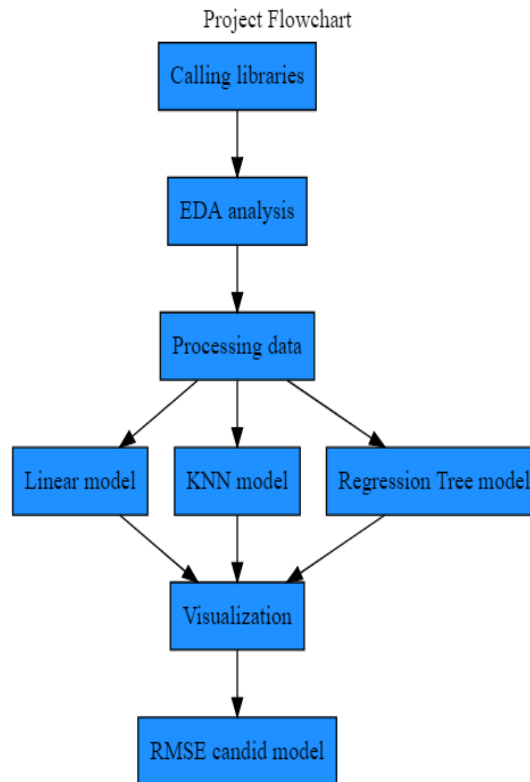 Project Flowchart
Calling libraries
EDA analysis
Processing data
Linear model
KNN model
Regression Tree model
Visualization
RMSE candid model